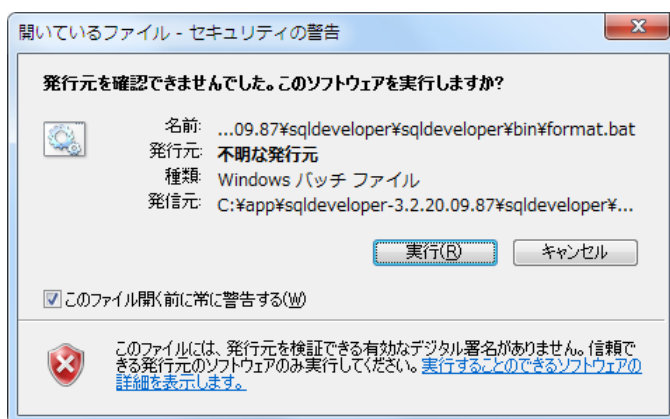 開いているファイル - セキュリティの警告
発行元を確認できませんでした。このソフトウェアを実行しますか?
名前: ...09.87¥sqldeveloper¥sqldeveloper¥bin¥format.bat
発行元: 不明な発行元
種類: Windows バッチ ファイル
発信元: C:¥app¥sqldeveloper-3.2.20.09.87¥sqldeveloper¥...
実行(R) キャンセル
このファイル開く前に常に警告する(W)
このファイルには、発行元を検証できる有効なデジタル署名がありません。信頼で
きる発行元のソフトウェアのみ実行してください。実行することのできるソフトウェアの
詳細を表示します。